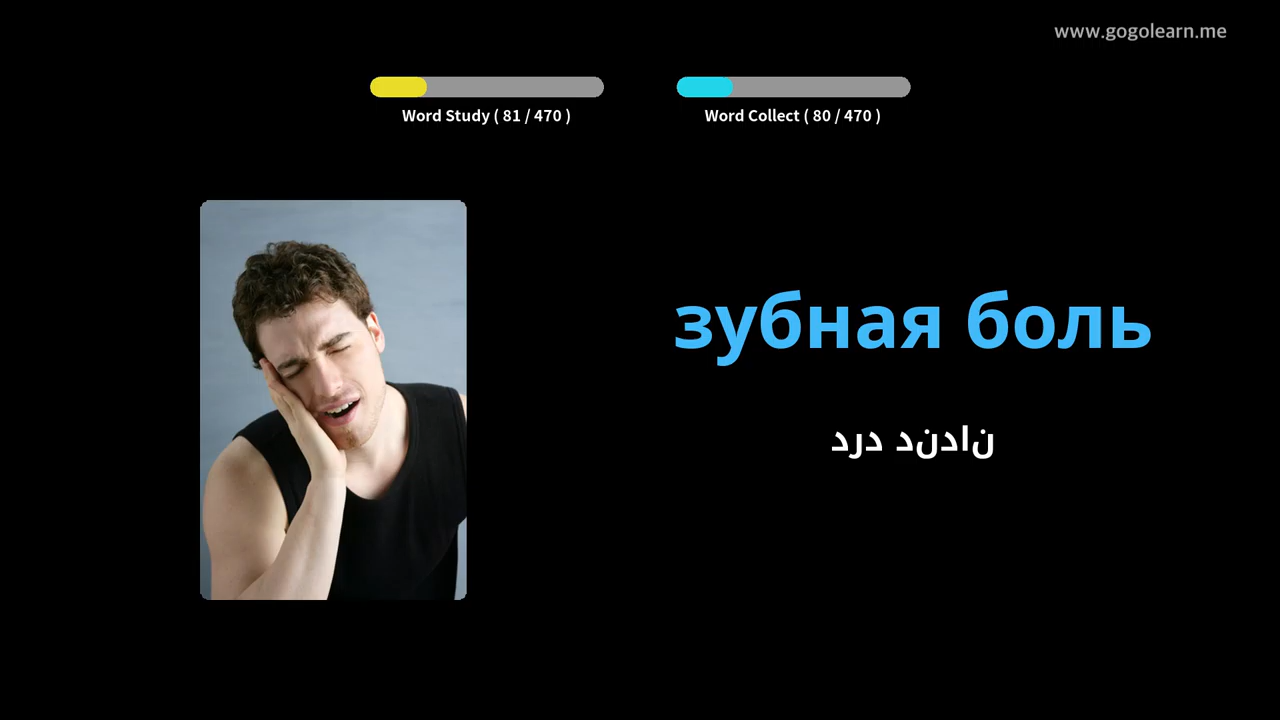 www.gogolearn.me
Word Study ( 81 / 470 )
Word Collect ( 80 / 470 )
зубная боль
درد دندان